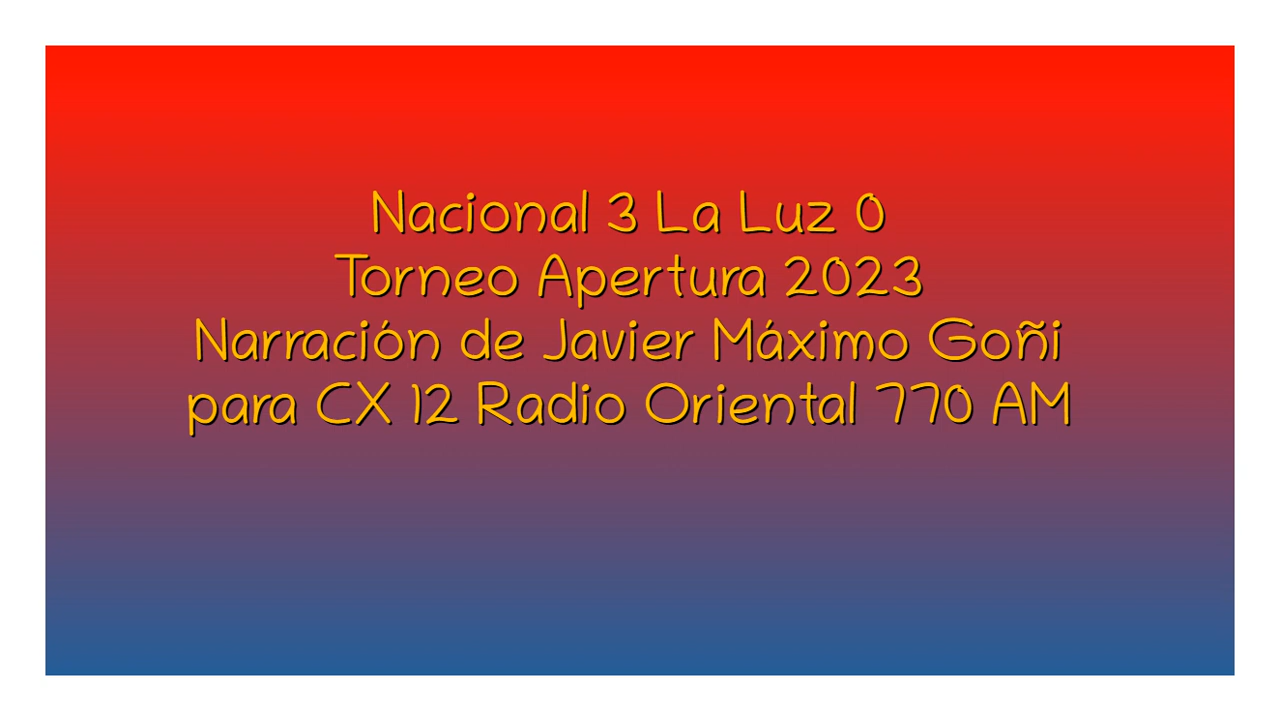 Nacional 3 La Luz 0
Torneo Apertura 2023
Narración de Javier Máximo Goñi
para CX 12 Radio Oriental 770 AM